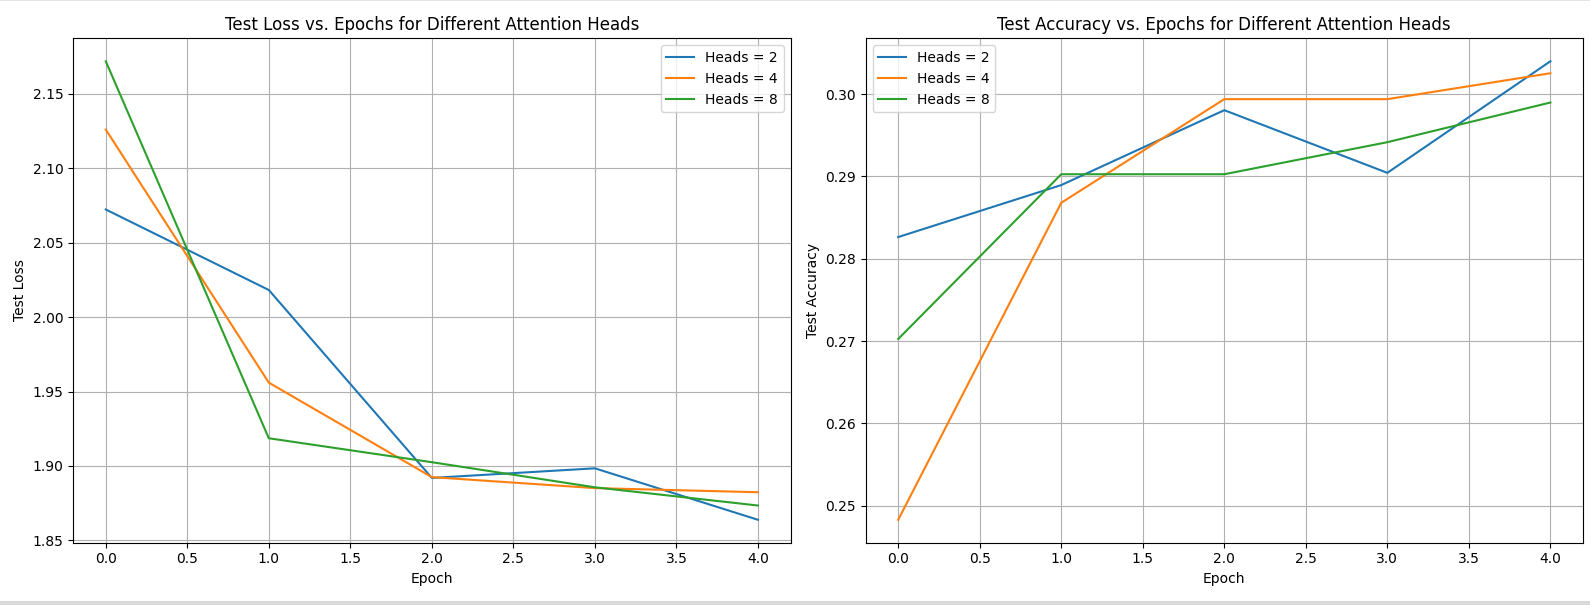 Test Loss vs. Epochs for Different Attention Heads
Heads = 2
Heads = 4
Heads = 8
2.15
2.10
2.05
2.00
1.95
1.90
1.85
Test Loss
0.0 0.5 1.0 1.5 2.0 2.5 3.0 3.5 4.0
Epoch
Test Accuracy vs. Epochs for Different Attention Heads
Heads = 2
Heads = 4
Heads = 8
0.30
0.29
0.28
0.27
0.26
0.25
Test Accuracy
0.0 0.5 1.0 1.5 2.0 2.5 3.0 3.5 4.0
Epoch